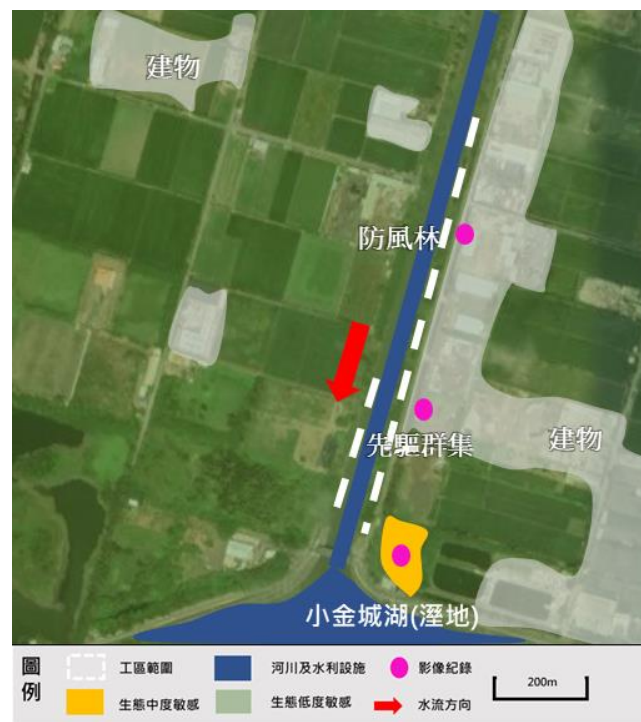 建物
防風林
先驅群集
建物
小金城湖(溼地)
圖例
工區範圍
河川及水利設施
影像紀錄
200m
生態中度敏感
生態低度敏感
水流方向